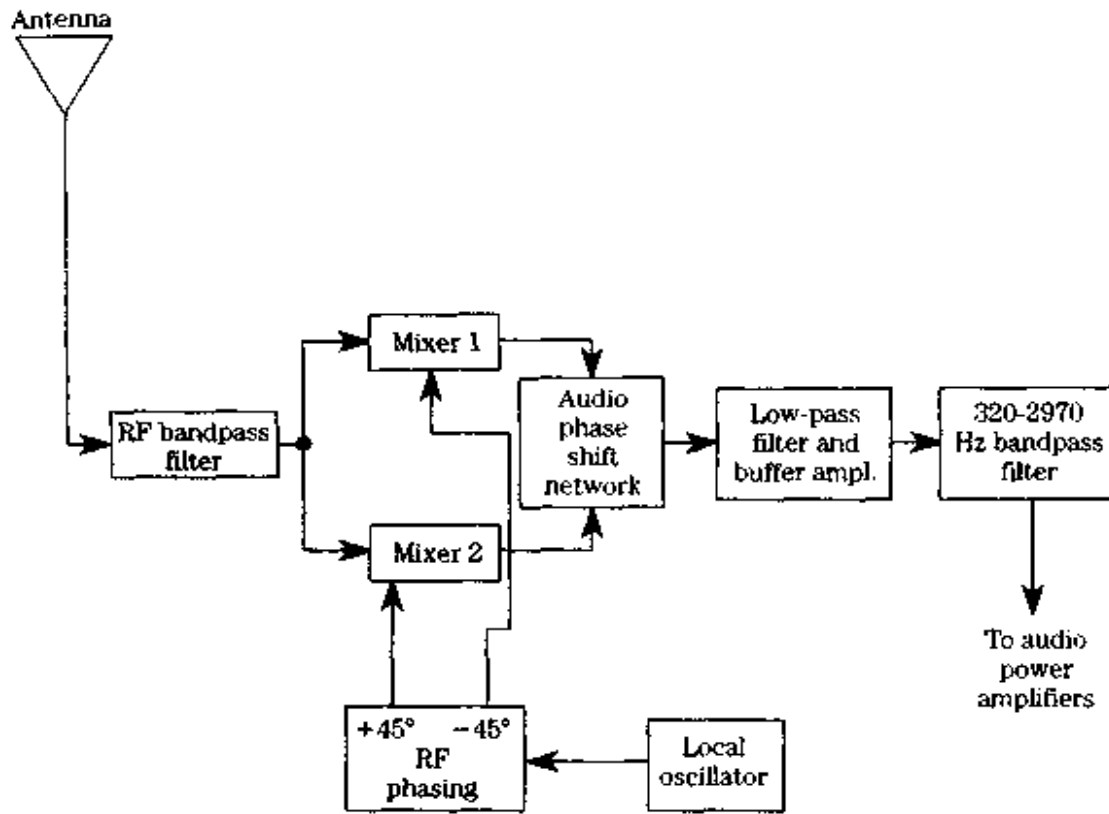 Antenna
RF bandpass
filter
Mixer 1
Mixer 2
Audio
phase
shift
network
Low-pass
filter and
buffer ampl.
320-2970
Hz bandpass
filter
To audio
power
amplifiers
+45° −45°
RF
phasing
Local
oscillator